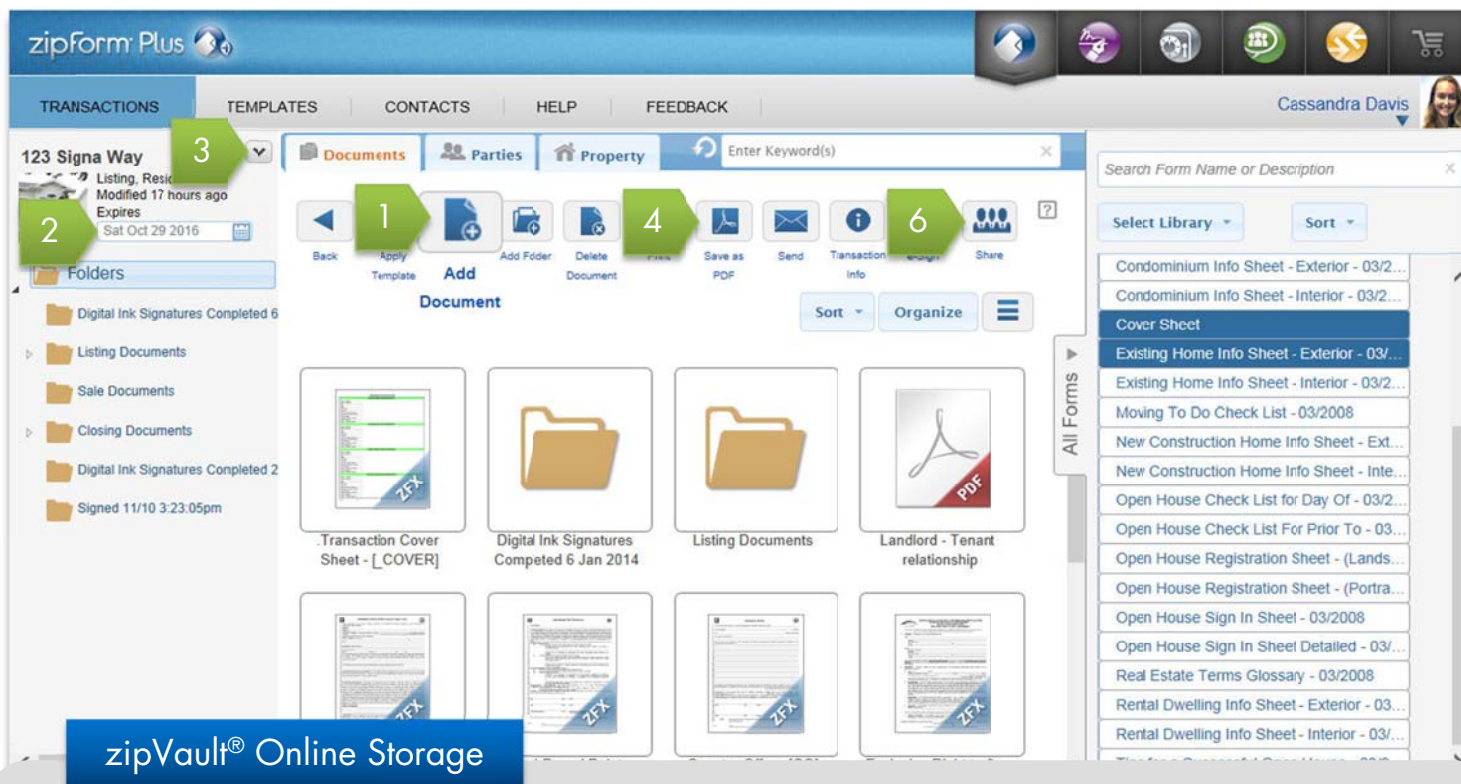 zipForm Plus
TRANSACTIONS TEMPLATES CONTACTS HELP FEEDBACK
Cassandra Davis
123 Signa Way
3
Listing,
Modified 17 hours ago
Expires
2
Sat Oct 29 2016
Folders
Digital Ink Signatures Completed 6
Listing Documents
Sale Documents
Closing Documents
Digital Ink Signatures Completed 2
Signed 11/10 3:23:05pm
Documents
Parties
Property
Enter Keyword(s)
1
4
6
?
Back
Apply Template
Add Document
Add Folder
Delete Document
Save as PDF
Send
Transaction Info
Share
Sort
Organize
ZFX
PDF
.Transaction Cover
Sheet - [_COVER]
Digital Ink Signatures
Competed 6 Jan 2014
Listing Documents
Landlord - Tenant
relationship
ZFX
ZFX
ZFX
ZFX
All Forms
Search Form Name or Description
Select Library
Sort
Condominium Info Sheet - Exterior - 03/2...
Condominium Info Sheet - Interior - 03/2...
Cover Sheet
Existing Home Info Sheet - Exterior - 03/...
Existing Home Info Sheet - Interior - 03/2...
Moving To Do Check List - 03/2008
New Construction Home Info Sheet - Ext...
New Construction Home Info Sheet - Inte...
Open House Check List for Day Of - 03/2...
Open House Check List For Prior To - 03...
Open House Registration Sheet - (Lands...
Open House Registration Sheet - (Portra...
Open House Sign In Sheet - 03/2008
Open House Sign In Sheet Detailed - 03/...
Real Estate Terms Glossary - 03/2008
Rental Dwelling Info Sheet - Exterior - 03...
Rental Dwelling Info Sheet - Interior - 03/...
zipVault® Online Storage